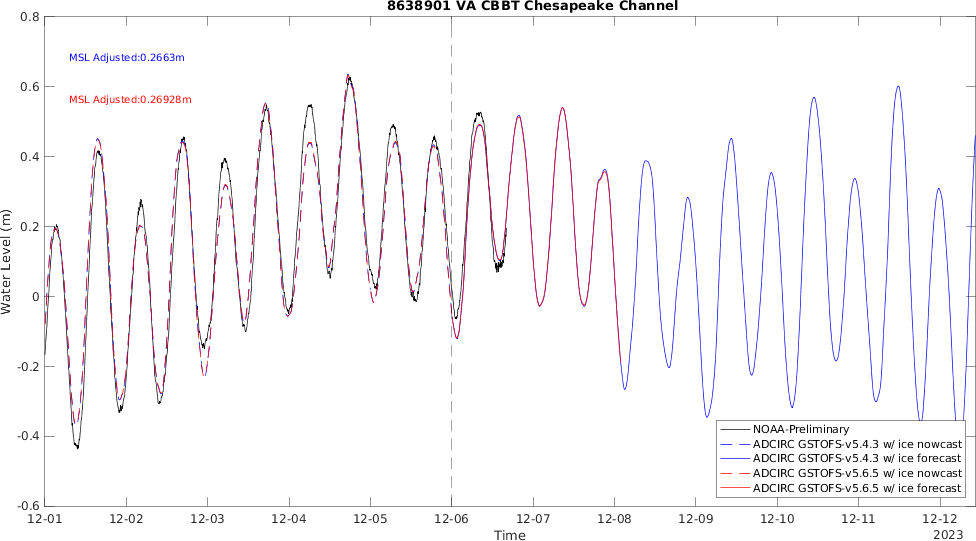 8638901 VA CBBT Chesapeake Channel
0.8
MSL Adjusted:0.2663m
0.6
MSL Adjusted:0.26928m
0.4
0.2
Water Level (m)
0
-0.2
-0.4
NOAA-Preliminary
ADCIRC GSTOFS-v5.4.3 w/ ice nowcast
ADCIRC GSTOFS-v5.4.3 w/ ice forecast
ADCIRC GSTOFS-v5.6.5 w/ ice nowcast
ADCIRC GSTOFS-v5.6.5 w/ ice forecast
-0.6
12-01 12-02 12-03 12-04 12-05 12-06 12-07 12-08 12-09 12-10 12-11 12-12
Time
2023